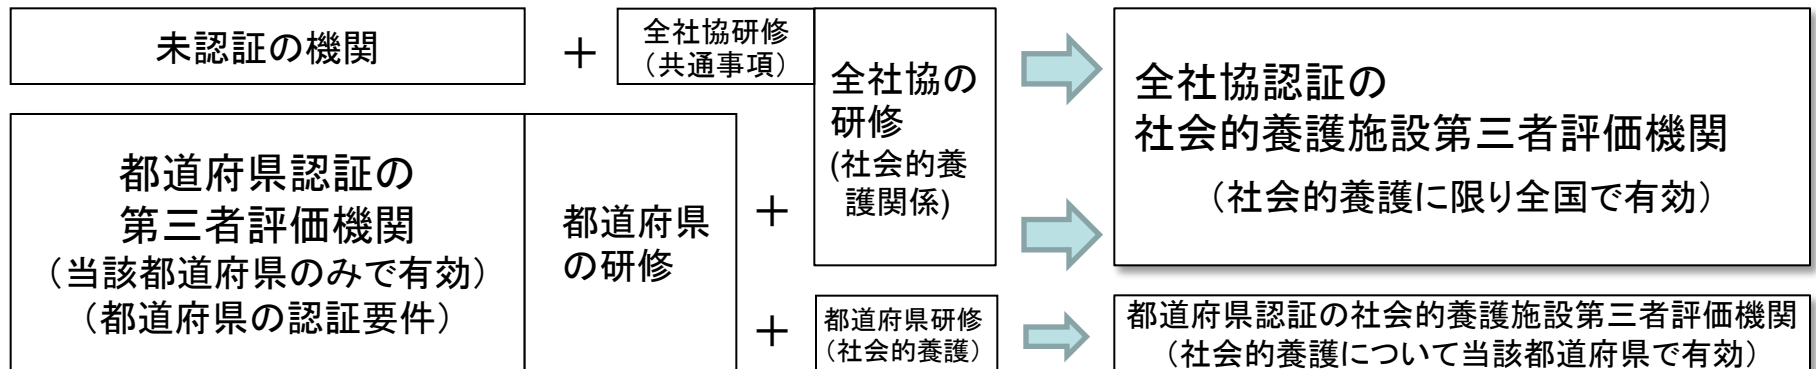 未認証の機関
＋
全社協研修
（共通事項）
全社協の
研修
(社会的養
護関係)
全社協認証の
社会的養護施設第三者評価機関
（社会的養護に限り全国で有効）
都道府県認証の
第三者評価機関
（当該都道府県のみで有効）
（都道府県の認証要件）
都道府県
の研修
＋
＋
都道府県研修
（社会的養護）
都道府県認証の社会的養護施設第三者評価機関
（社会的養護について当該都道府県で有効）